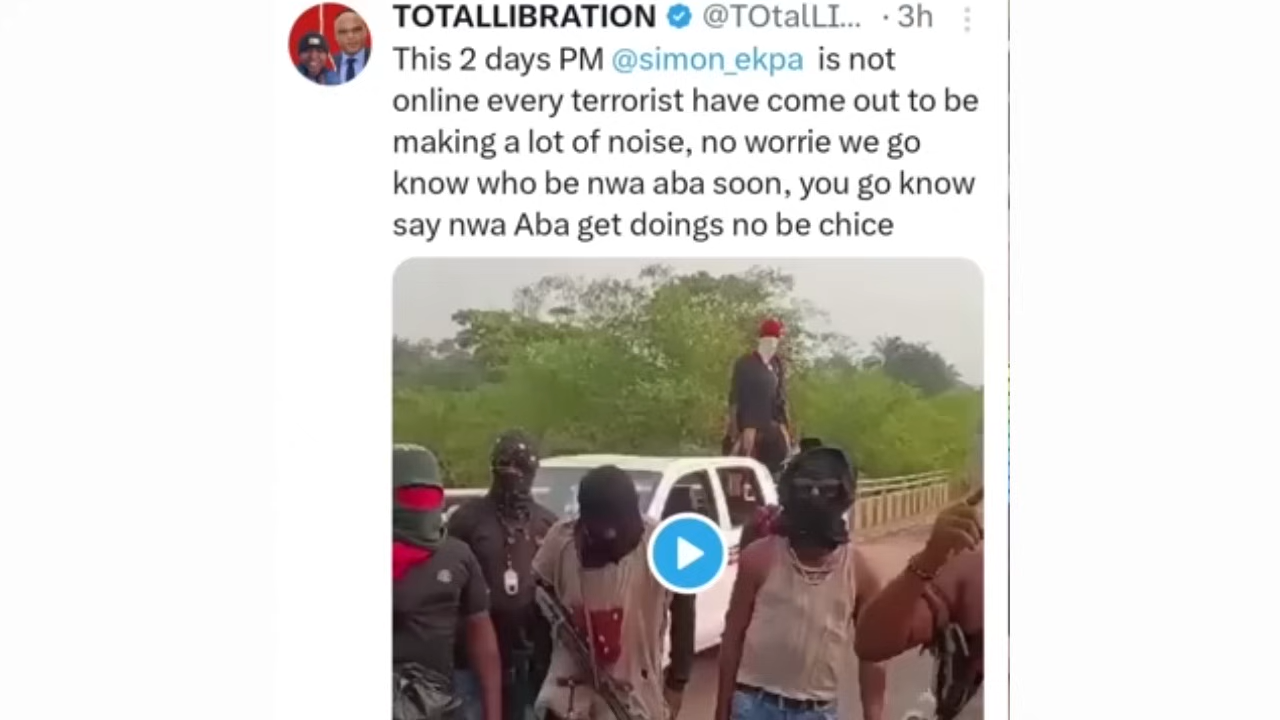 TOTALLIBRATION @TOtalLI... · 3h
This 2 days PM @simon_ekpa is not
online every terrorist have come out to be
making a lot of noise, no worrie we go
know who be nwa aba soon, you go know
say nwa Aba get doings no be chice